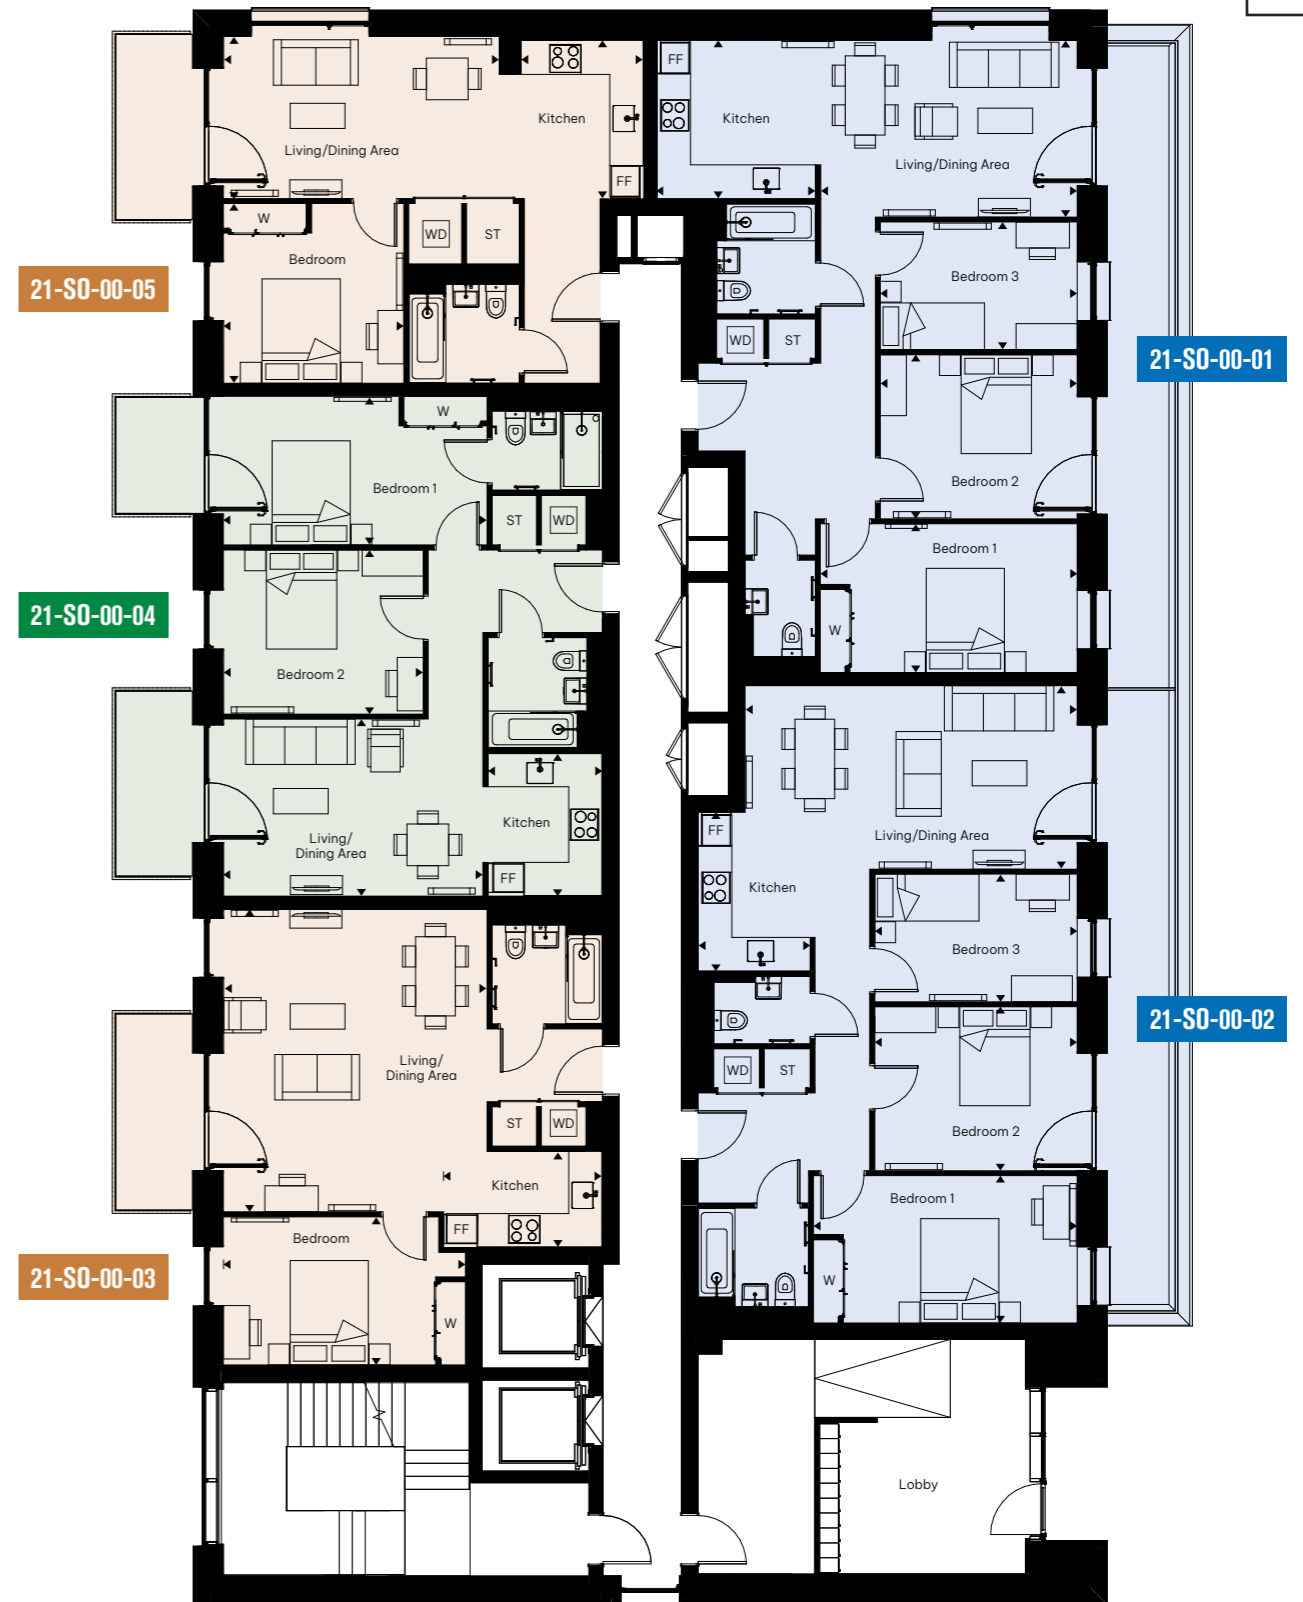 Kitchen
Living/Dining Area
FF
W
WD
ST
Bedroom
21-SO-00-05
FF
Kitchen
Living/Dining Area
Bedroom 3
WD
ST
Bedroom 2
Bedroom 1
W
21-SO-00-01
W
Bedroom 1
ST
WD
21-SO-00-04
Bedroom 2
Living/
Dining Area
Kitchen
FF
FF
Living/Dining Area
Kitchen
Bedroom 3
WD
ST
Bedroom 2
Bedroom 1
W
21-SO-00-02
Living/
Dining Area
ST
WD
Kitchen
FF
Bedroom
W
21-SO-00-03
Lobby